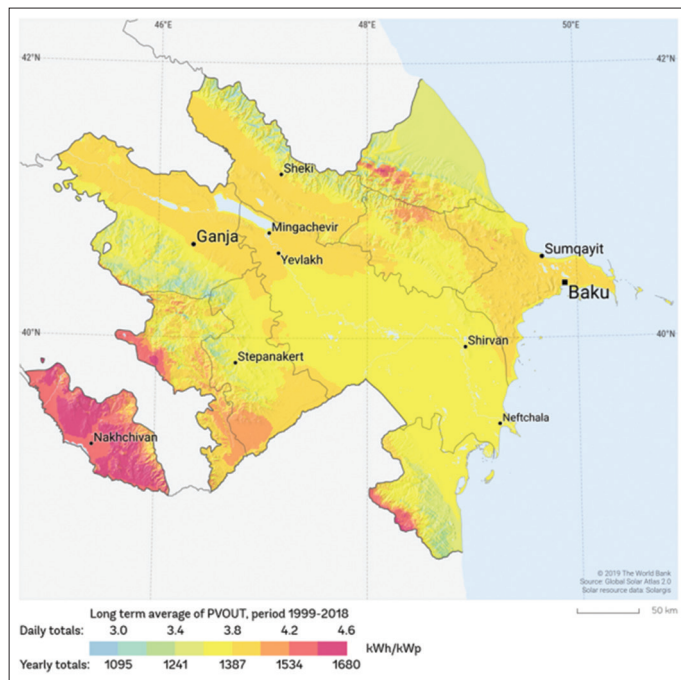 46°E 48°E 50°E
42°N 42°N
Sheki
Mingachevir
Ganja
Yevlakh
Sumqayit
Baku
40°N 40°N
Shirvan
Stepanakert
Neftchala
Nakhchivan
© 2019 The World Bank
Source: Global Solar Atlas 2.0
Solar resource data: Solargis
50 km
Long term average of PVOUT, period 1999-2018
Daily totals: 3.0 3.4 3.8 4.2 4.6
kWh/kWp
Yearly totals: 1095 1241 1387 1534 1680